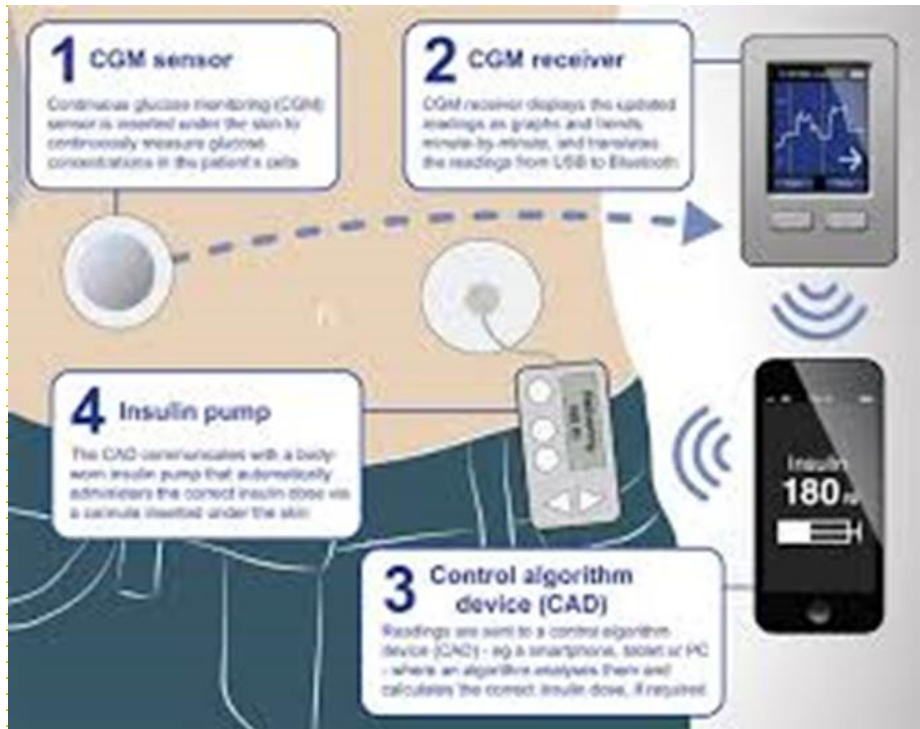 1 CGM sensor
Continuous glucose monitoring (CGM)
sensor is inserted under the skin to
continuously measure glucose
concentrations in the patient's cells
2 CGM receiver
CGM receiver displays the updated
readings as graphs and trends
minute-by-minute, and translates
the readings from USB to Bluetooth
4 Insulin pump
The CAD communicates with a body-
worn insulin pump that automatically
administers the correct insulin dose via
a cannula inserted under the skin
Insulin
180
3 Control algorithm
device (CAD)
Readings are sent to a control algorithm
device (CAD) - eg a smartphone, tablet or PC
- where an algorithm analyses them and
calculates the correct insulin dose, if required